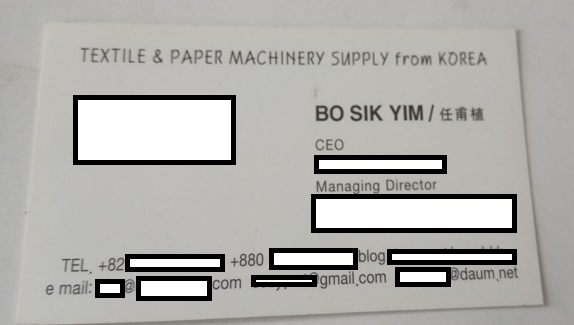 TEXTILE & PAPER MACHINERY SUPPLY from KOREA
BO SIK YIM / 任甫植
CEO
Managing Director
TEL. +82 +880 blog
e mail: @ com @gmail.com @daum.net